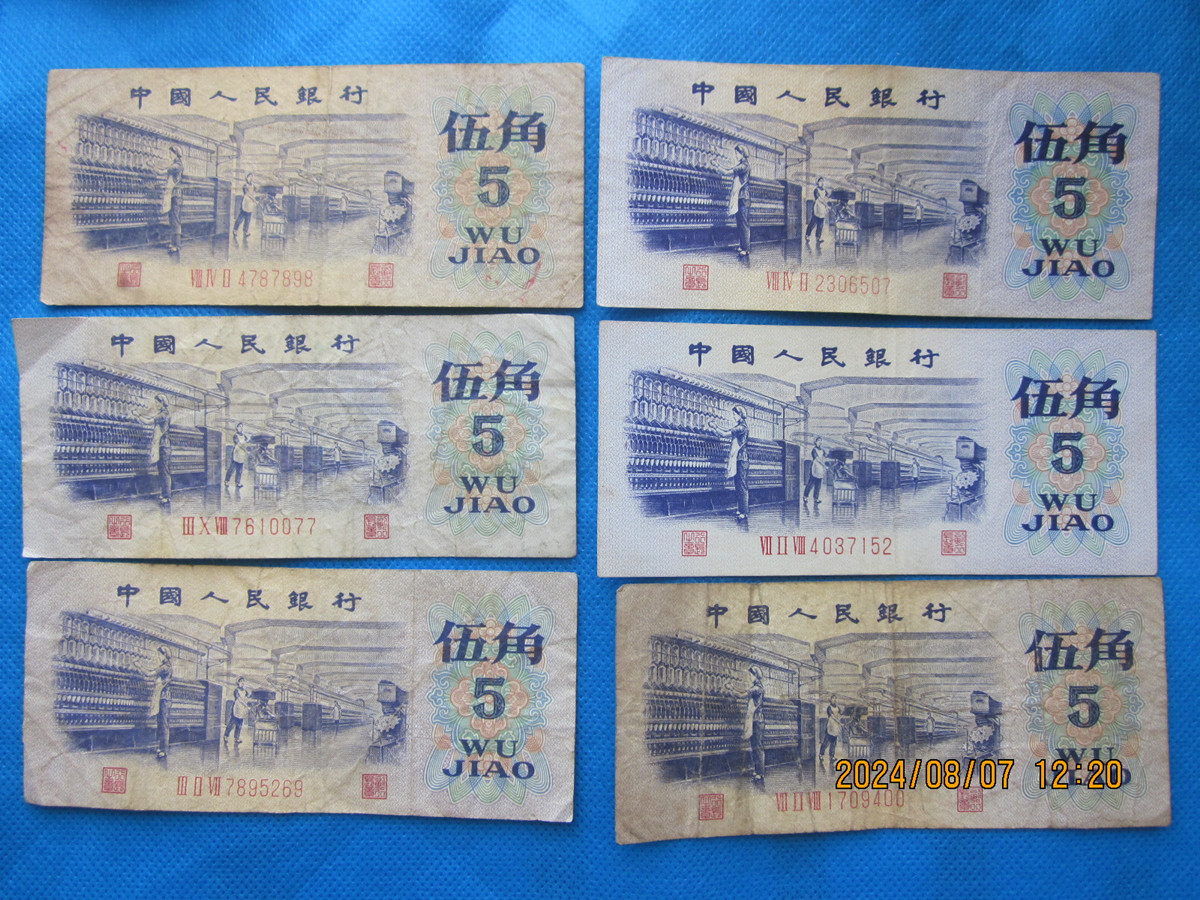 中國人民銀行
伍角
5
WU
JIAO
VIII IV II 4787898
中國人民銀行
伍角
5
WU
JIAO
VIII IV II 2306507
中國人民銀行
伍角
5
WU
JIAO
III X VIII 7610077
中國人民銀行
伍角
5
WU
JIAO
VII II VIII 4037152
中國人民銀行
伍角
5
WU
JIAO
III II VII 7895269
中國人民銀行
伍角
5
WU
VII II VIII 1709400
2024/08/07 12:20